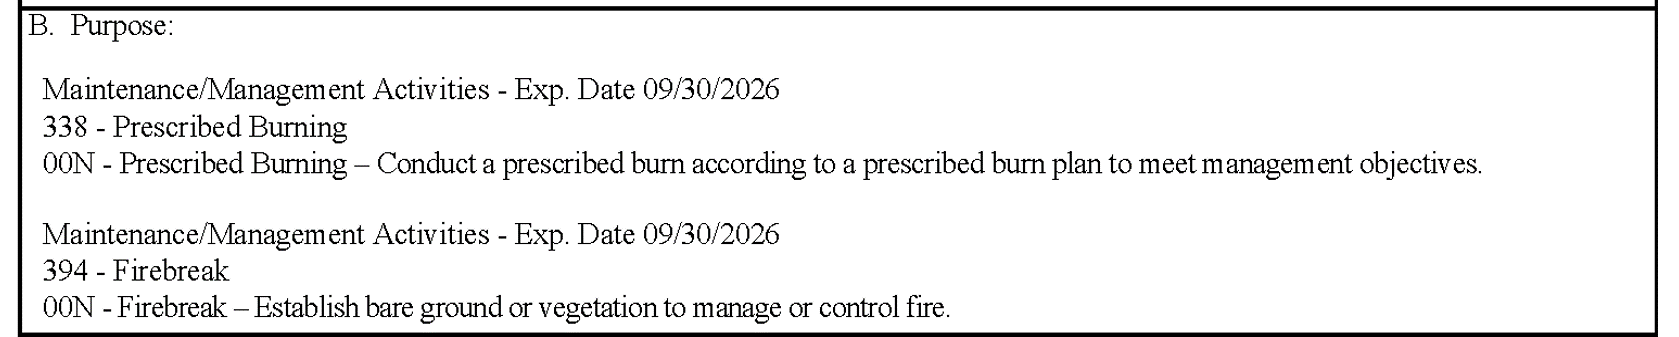 B. Purpose:
Maintenance/Management Activities - Exp. Date 09/30/2026
338 - Prescribed Burning
00N - Prescribed Burning – Conduct a prescribed burn according to a prescribed burn plan to meet management objectives.
Maintenance/Management Activities - Exp. Date 09/30/2026
394 - Firebreak
00N - Firebreak – Establish bare ground or vegetation to manage or control fire.